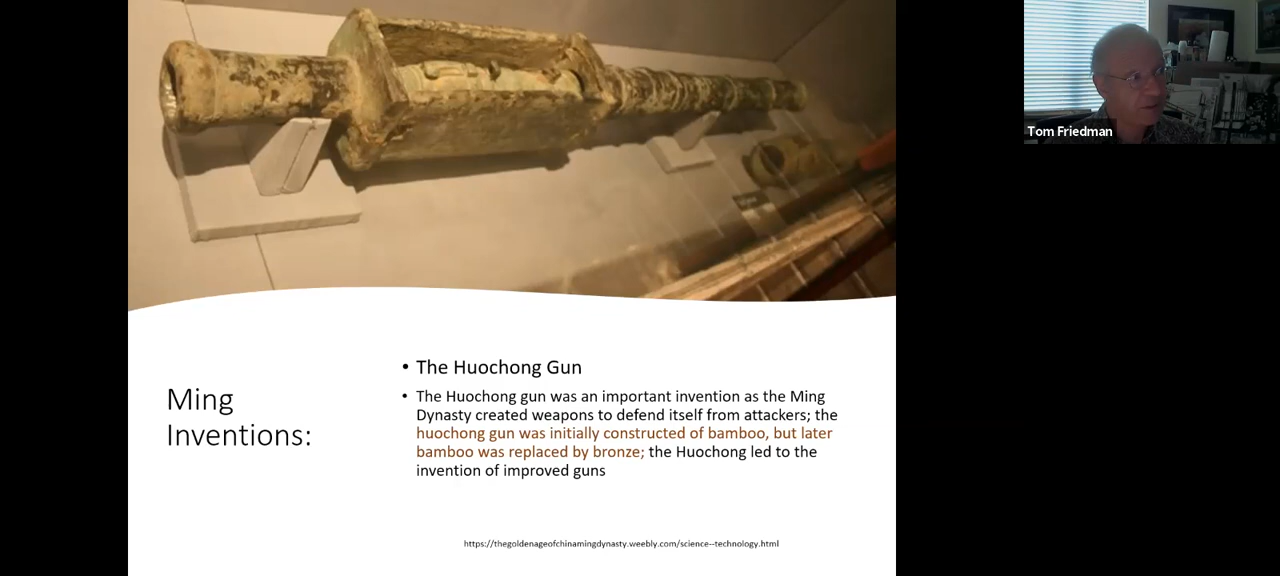 Tom Friedman
Ming
Inventions:
• The Huochong Gun
• The Huochong gun was an important invention as the Ming
Dynasty created weapons to defend itself from attackers; the
huochong gun was initially constructed of bamboo, but later
bamboo was replaced by bronze; the Huochong led to the
invention of improved guns
https://thegoldenageofchinamingdynasty.weebly.com/science--technology.html